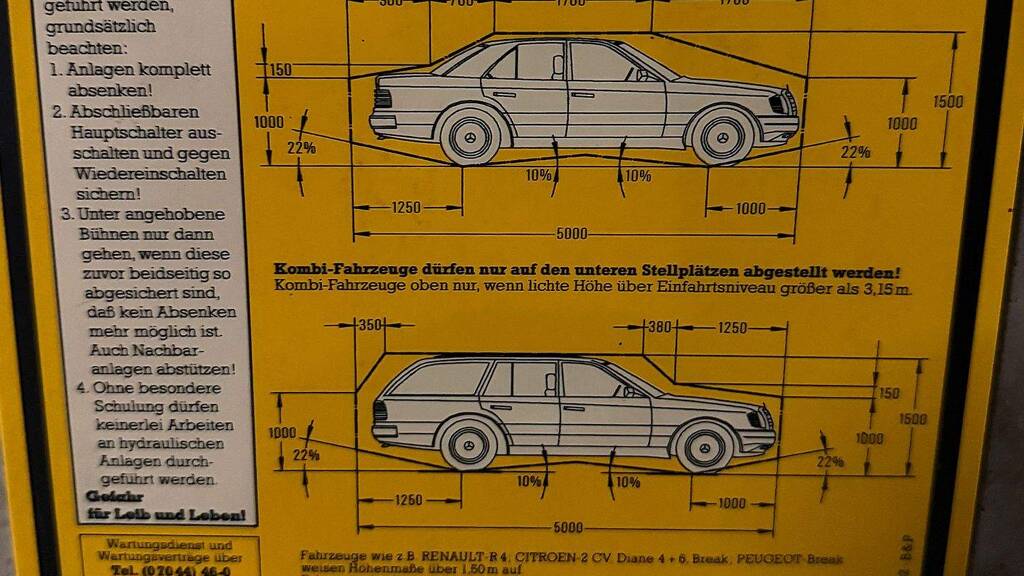 geführt werden,
grundsätzlich
beachten:
1. Anlagen komplett
absenken!
2. Abschließbaren
Hauptschalter aus-
schalten und gegen
Wiedereinschalten
sichern!
3. Unter angehobene
Bühnen nur dann
gehen, wenn diese
zuvor beidseitig so
abgesichert sind,
daß kein Absenken
mehr möglich ist.
Auch Nachbar-
anlagen abstützen!
4. Ohne besondere
Schulung dürfen
keinerlei Arbeiten
an hydraulischen
Anlagen durch-
geführt werden.
Gefahr
für Leib und Leben!
Wartungsdienst und
Wartungsverträge über
Tel. (07044) 46-0
150
1000
22%
10%
10%
22%
1000
1500
1250
1000
5000
Kombi-Fahrzeuge dürfen nur auf den unteren Stellplätzen abgestellt werden!
Kombi-Fahrzeuge oben nur, wenn lichte Höhe über Einfahrtsniveau größer als 3,15 m.
350
380
1250
150
1500
1000
1000
22%
10%
10%
22%
1250
1000
5000
Fahrzeuge wie z.B. RENAULT-R4; CITROEN-2 CV, Diane 4 + 6, Break; PEUGEOT-Break
weisen Höhenmaße über 1,50 m auf.
B&P